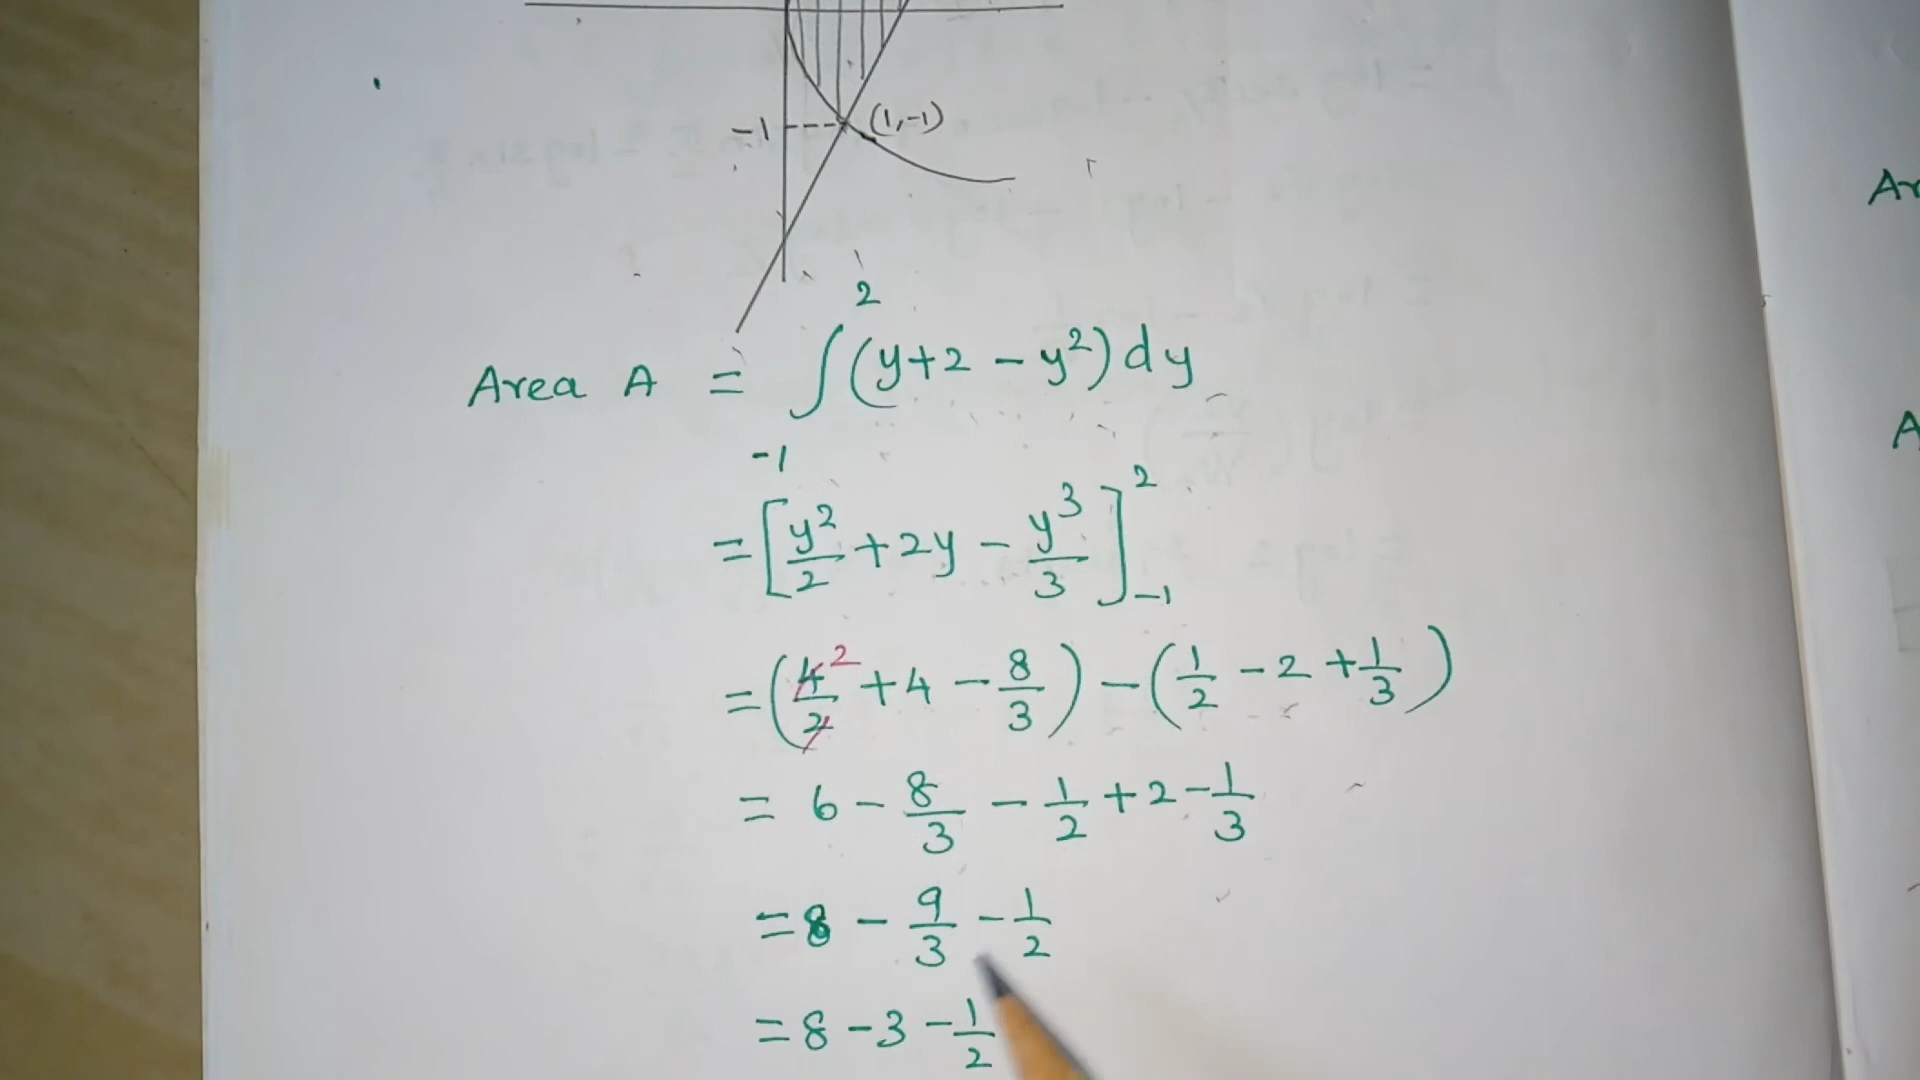 -1 (1,-1)
Area A = ∫_{-1}^{2} (y+2 - y²) dy
= [y²/2 + 2y - y³/3]_{-1}^{2}
= (4/2 2 + 4 - 8/3) - (1/2 - 2 + 1/3)
= 6 - 8/3 - 1/2 + 2 - 1/3
= 8 - 9/3 - 1/2
= 8 - 3 - 1/2
Ar
A